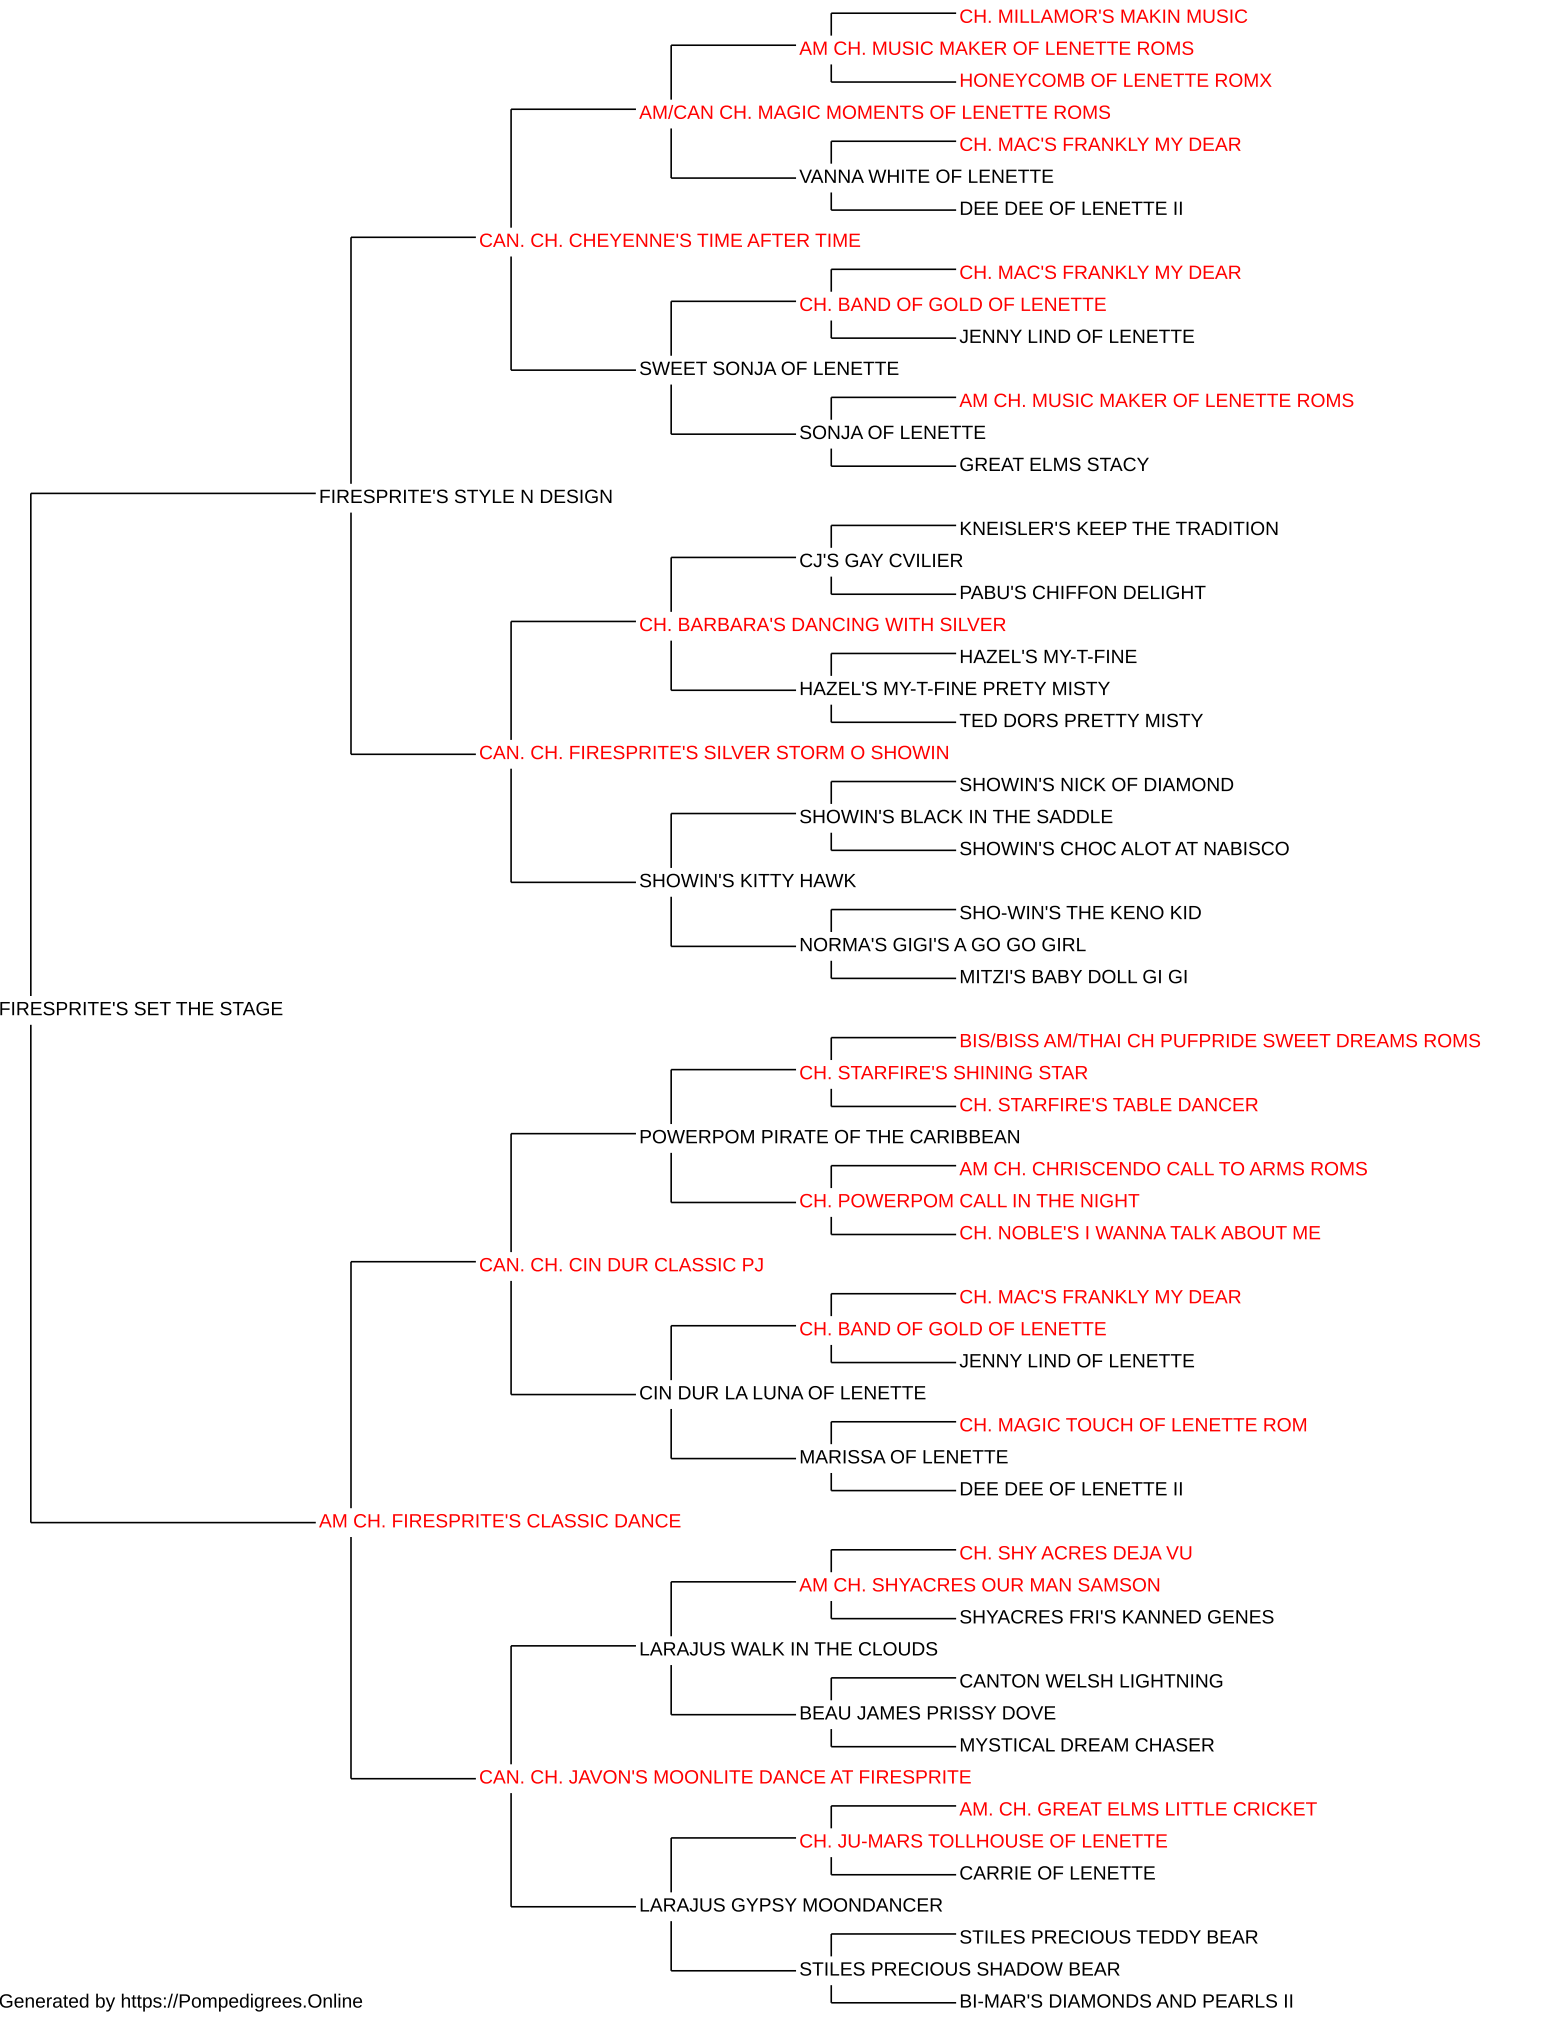 CH. MILLAMOR'S MAKIN MUSIC
AM CH. MUSIC MAKER OF LENETTE ROMS
HONEYCOMB OF LENETTE ROMX
AM/CAN CH. MAGIC MOMENTS OF LENETTE ROMS
CH. MAC'S FRANKLY MY DEAR
VANNA WHITE OF LENETTE
DEE DEE OF LENETTE II
CAN. CH. CHEYENNE'S TIME AFTER TIME
CH. MAC'S FRANKLY MY DEAR
CH. BAND OF GOLD OF LENETTE
JENNY LIND OF LENETTE
SWEET SONJA OF LENETTE
AM CH. MUSIC MAKER OF LENETTE ROMS
SONJA OF LENETTE
GREAT ELMS STACY
FIRESPRITE'S STYLE N DESIGN
KNEISLER'S KEEP THE TRADITION
CJ'S GAY CVILIER
PABU'S CHIFFON DELIGHT
CH. BARBARA'S DANCING WITH SILVER
HAZEL'S MY-T-FINE
HAZEL'S MY-T-FINE PRETY MISTY
TED DORS PRETTY MISTY
CAN. CH. FIRESPRITE'S SILVER STORM O SHOWIN
SHOWIN'S NICK OF DIAMOND
SHOWIN'S BLACK IN THE SADDLE
SHOWIN'S CHOC ALOT AT NABISCO
SHOWIN'S KITTY HAWK
SHO-WIN'S THE KENO KID
NORMA'S GIGI'S A GO GO GIRL
MITZI'S BABY DOLL GI GI
FIRESPRITE'S SET THE STAGE
BIS/BISS AM/THAI CH PUFPRIDE SWEET DREAMS ROMS
CH. STARFIRE'S SHINING STAR
CH. STARFIRE'S TABLE DANCER
POWERPOM PIRATE OF THE CARIBBEAN
AM CH. CHRISCENDO CALL TO ARMS ROMS
CH. POWERPOM CALL IN THE NIGHT
CH. NOBLE'S I WANNA TALK ABOUT ME
CAN. CH. CIN DUR CLASSIC PJ
CH. MAC'S FRANKLY MY DEAR
CH. BAND OF GOLD OF LENETTE
JENNY LIND OF LENETTE
CIN DUR LA LUNA OF LENETTE
CH. MAGIC TOUCH OF LENETTE ROM
MARISSA OF LENETTE
DEE DEE OF LENETTE II
AM CH. FIRESPRITE'S CLASSIC DANCE
CH. SHY ACRES DEJA VU
AM CH. SHYACRES OUR MAN SAMSON
SHYACRES FRI'S KANNED GENES
LARAJUS WALK IN THE CLOUDS
CANTON WELSH LIGHTNING
BEAU JAMES PRISSY DOVE
MYSTICAL DREAM CHASER
CAN. CH. JAVON'S MOONLITE DANCE AT FIRESPRITE
AM. CH. GREAT ELMS LITTLE CRICKET
CH. JU-MARS TOLLHOUSE OF LENETTE
CARRIE OF LENETTE
LARAJUS GYPSY MOONDANCER
STILES PRECIOUS TEDDY BEAR
STILES PRECIOUS SHADOW BEAR
BI-MAR'S DIAMONDS AND PEARLS II
Generated by https://Pompedigrees.Online